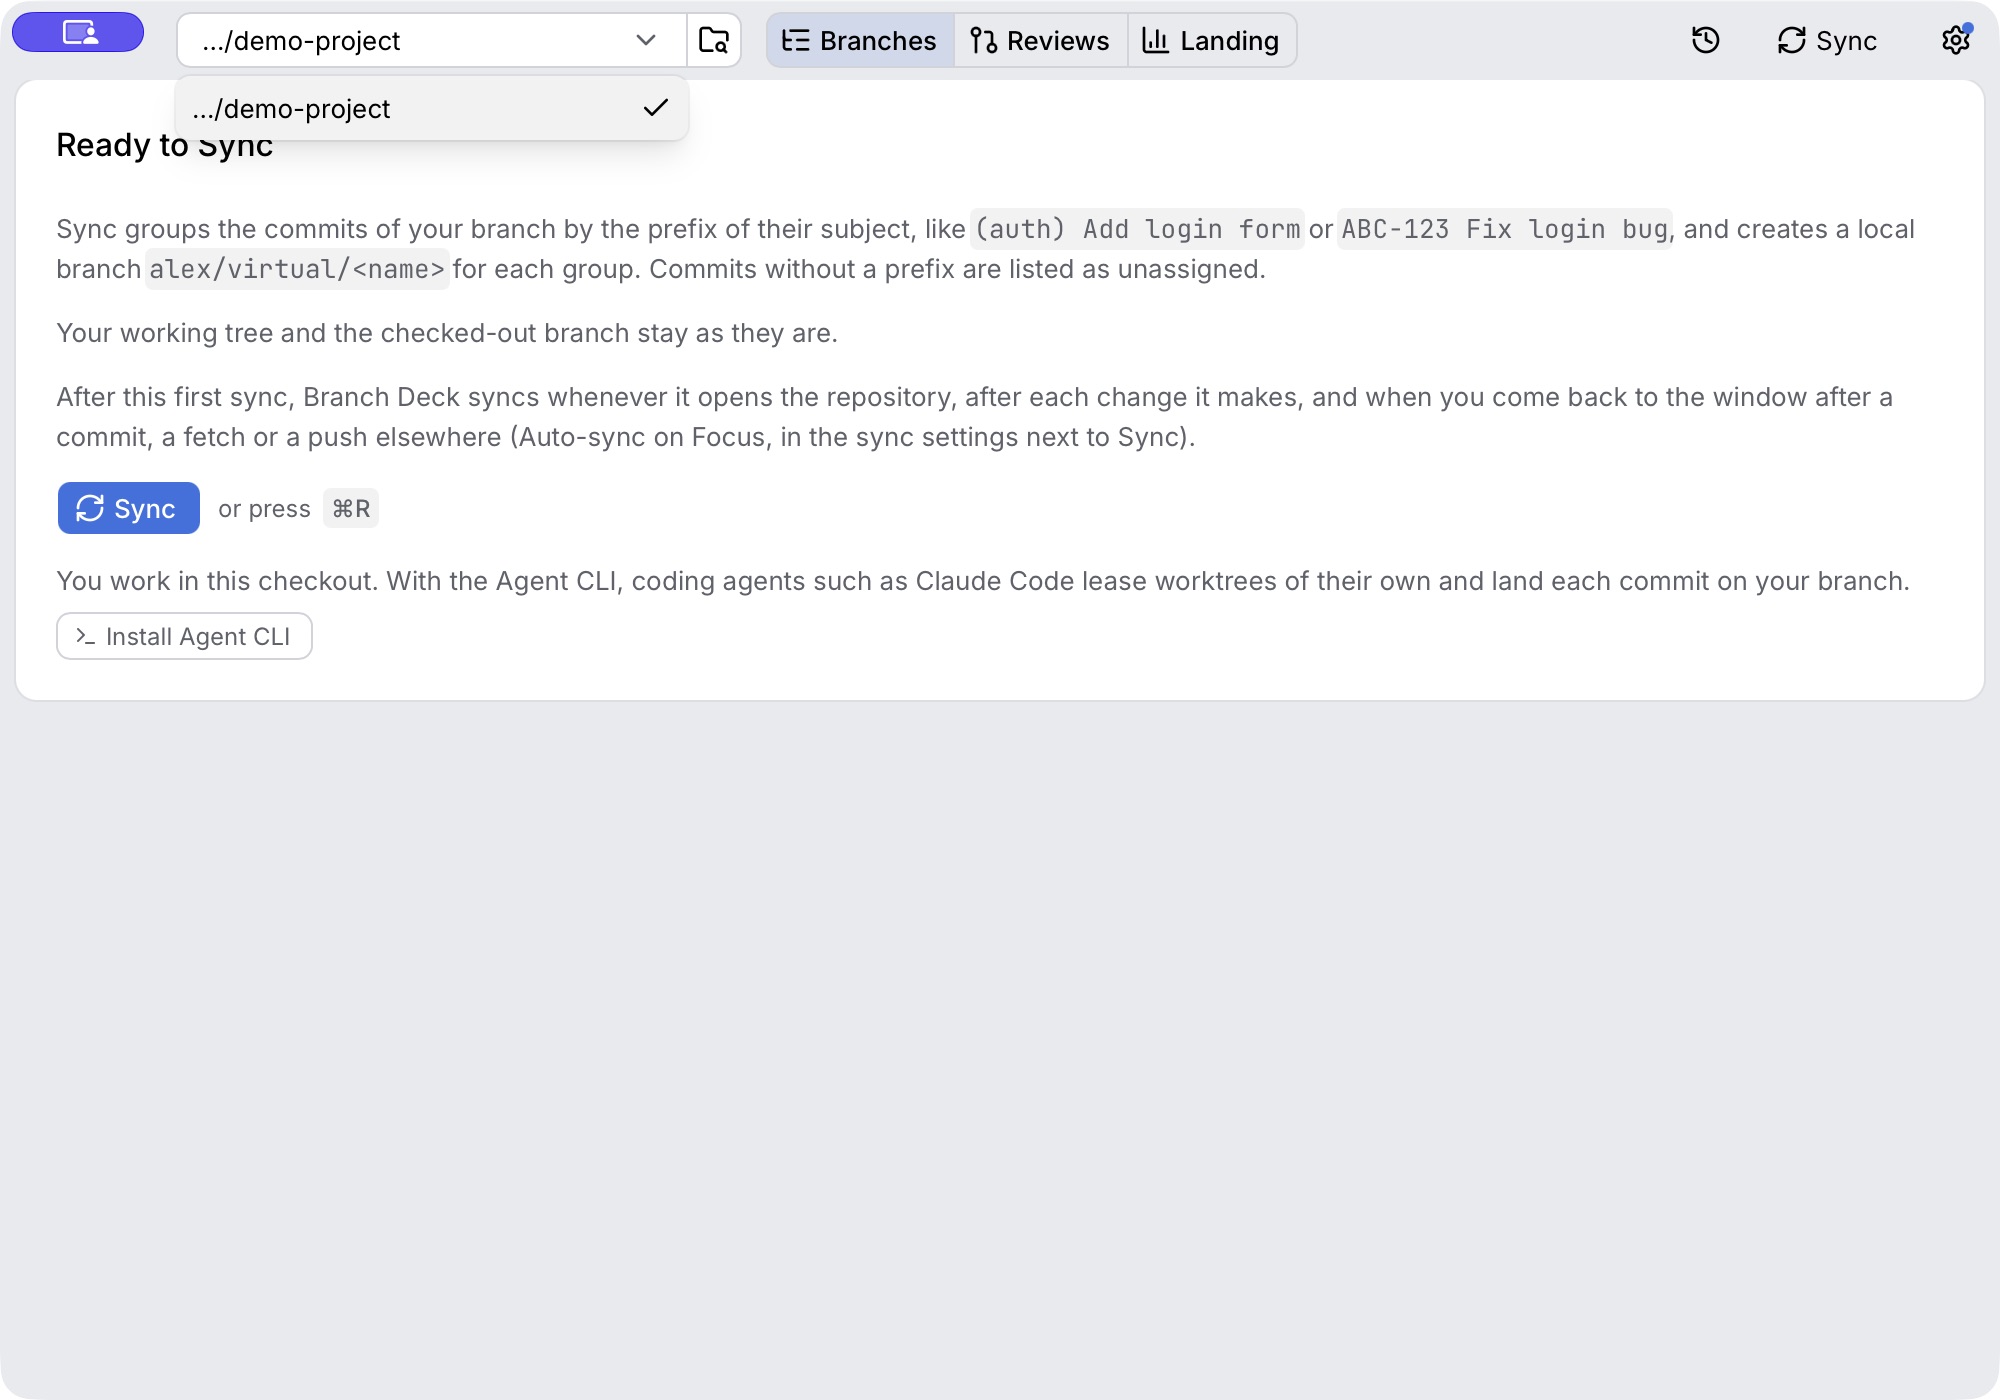 .../demo-project
Branches
Reviews
Landing
Sync
.../demo-project
Ready to Sync
Sync groups the commits of your branch by the prefix of their subject, like (auth) Add login form or ABC-123 Fix login bug, and creates a local
branch alex/virtual/<name> for each group. Commits without a prefix are listed as unassigned.
Your working tree and the checked-out branch stay as they are.
After this first sync, Branch Deck syncs whenever it opens the repository, after each change it makes, and when you come back to the window after a
commit, a fetch or a push elsewhere (Auto-sync on Focus, in the sync settings next to Sync).
Sync or press ⌘R
You work in this checkout. With the Agent CLI, coding agents such as Claude Code lease worktrees of their own and land each commit on your branch.
>_ Install Agent CLI